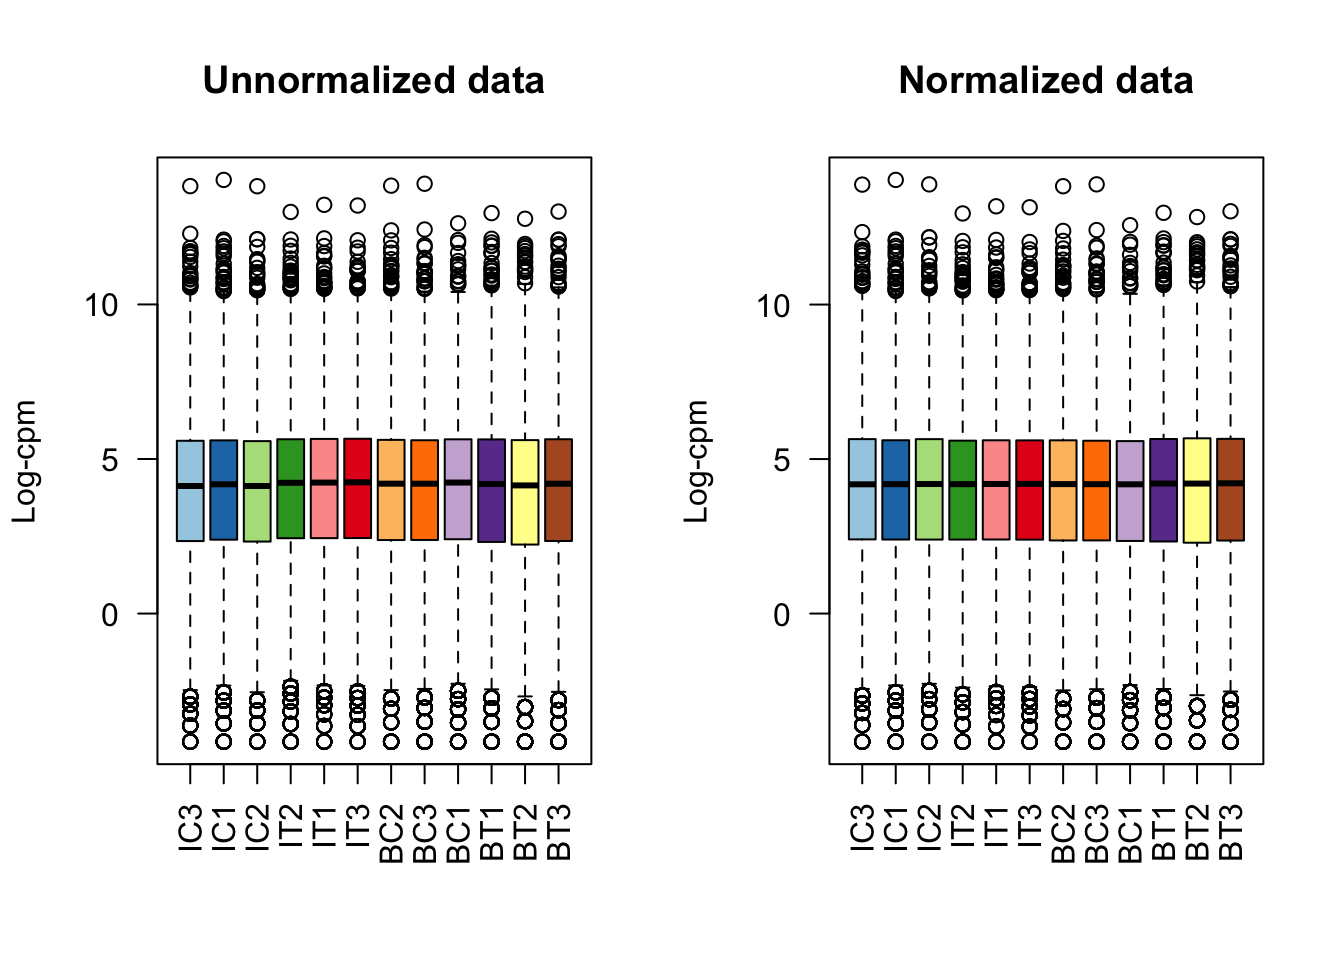 Unnormalized data
Log-cpm
10
5
0
IC3 IC1 IC2 IT2 IT1 IT3 BC2 BC3 BC1 BT1 BT2 BT3
Normalized data
Log-cpm
10
5
0
IC3 IC1 IC2 IT2 IT1 IT3 BC2 BC3 BC1 BT1 BT2 BT3